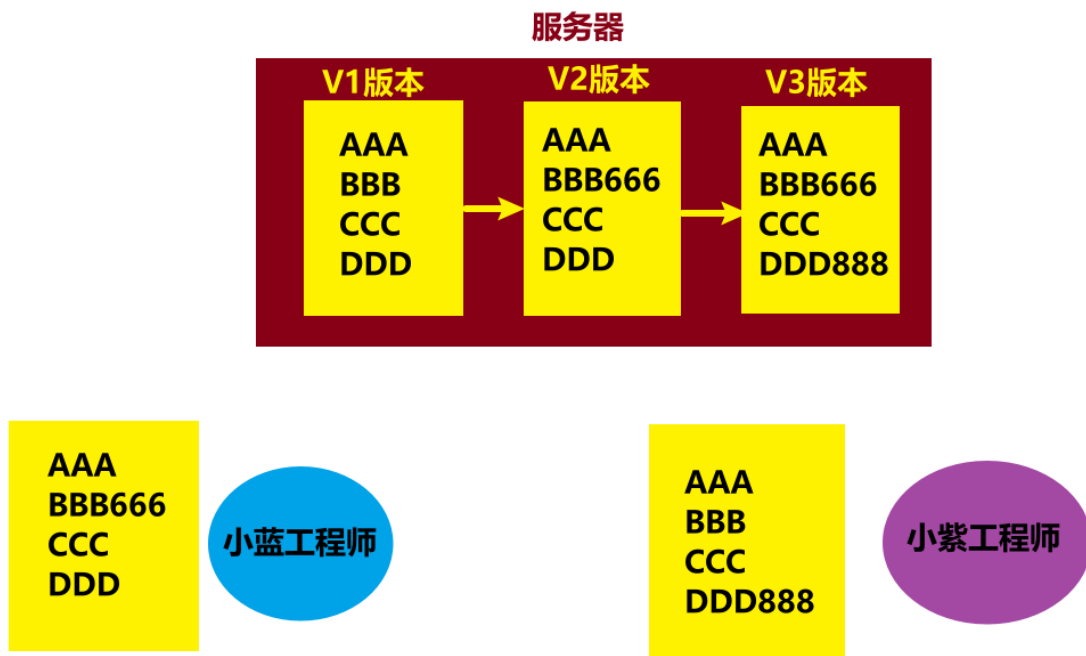 服务器
V1版本
AAA
BBB
CCC
DDD
V2版本
AAA
BBB666
CCC
DDD
V3版本
AAA
BBB666
CCC
DDD888
AAA
BBB666
CCC
DDD
小蓝工程师
AAA
BBB
CCC
DDD888
小紫工程师